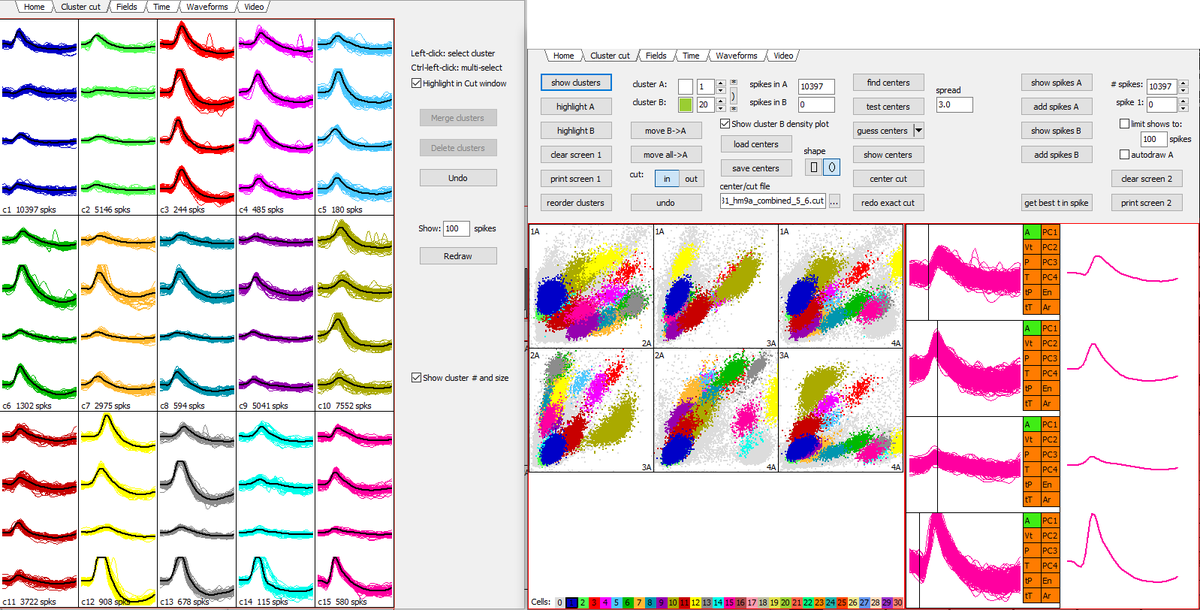 Home Cluster cut Fields Time Waveforms Video
c1 10397 spks c2 5146 spks c3 244 spks c4 485 spks c5 180 spks
c6 1302 spks c7 2975 spks c8 594 spks c9 5041 spks c10 7552 spks
c11 3722 spks c12 908 spks c13 678 spks c14 115 spks c15 580 spks
Left-click: select cluster
Ctrl-left-click: multi-select
Highlight in Cut window
Merge clusters
Delete clusters
Undo
Show: 100 spikes
Redraw
Show cluster # and size
Home Cluster cut Fields Time Waveforms Video
show clusters
highlight A
highlight B
clear screen 1
print screen 1
reorder clusters
cluster A: 1
cluster B: 20
move B->A
move all->A
cut: in out
undo
spikes in A 10397
spikes in B 0
Show cluster B density plot
load centers
save centers
shape
center/cut file
31_hm9a_combined_5_6.cut ...
find centers
test centers
guess centers
show centers
center cut
redo exact cut
spread
3.0
show spikes A
add spikes A
show spikes B
add spikes B
get best t in spike
# spikes: 10397
spike 1: 0
limit shows to:
100 spikes
autodraw A
clear screen 2
print screen 2
1A 1A 1A
2A 3A 4A
2A 2A 3A
3A 4A 4A
A PC1
Vt PC2
P PC3
T PC4
tP En
tT Ar
A PC1
Vt PC2
P PC3
T PC4
tP En
tT Ar
A PC1
Vt PC2
P PC3
T PC4
tP En
tT Ar
A PC1
Vt PC2
P PC3
T PC4
tP En
tT Ar
Cells: 0 2 3 4 5 6 7 8 9 10 11 12 13 14 15 16 17 18 19 20 21 22 23 24 25 26 27 28 29 30